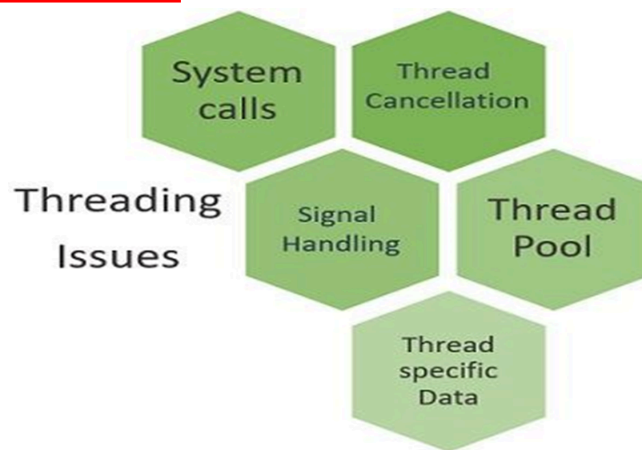 System
calls
Thread
Cancellation
Threading
Issues
Signal
Handling
Thread
Pool
Thread
specific
Data